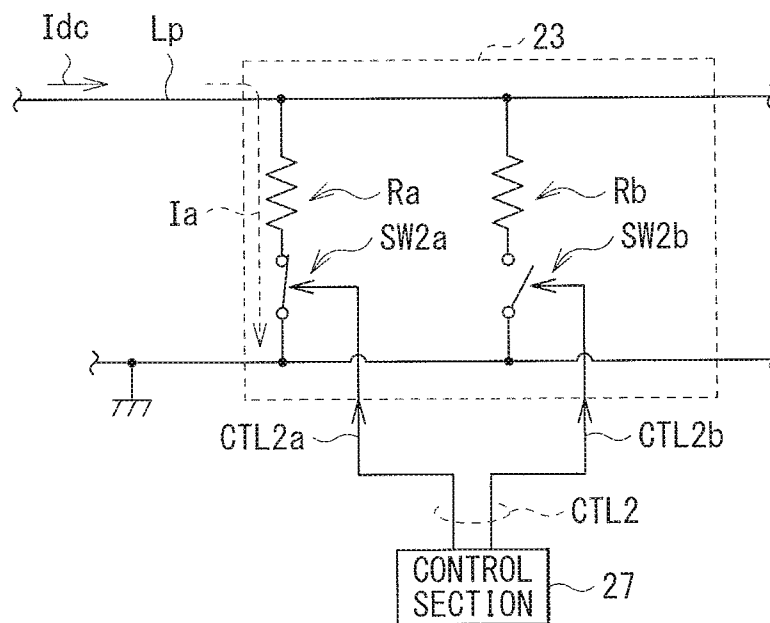 Idc
Lp
23
Ia
Ra
Rb
SW2a
SW2b
CTL2a
CTL2b
CTL2
CONTROL
SECTION
27